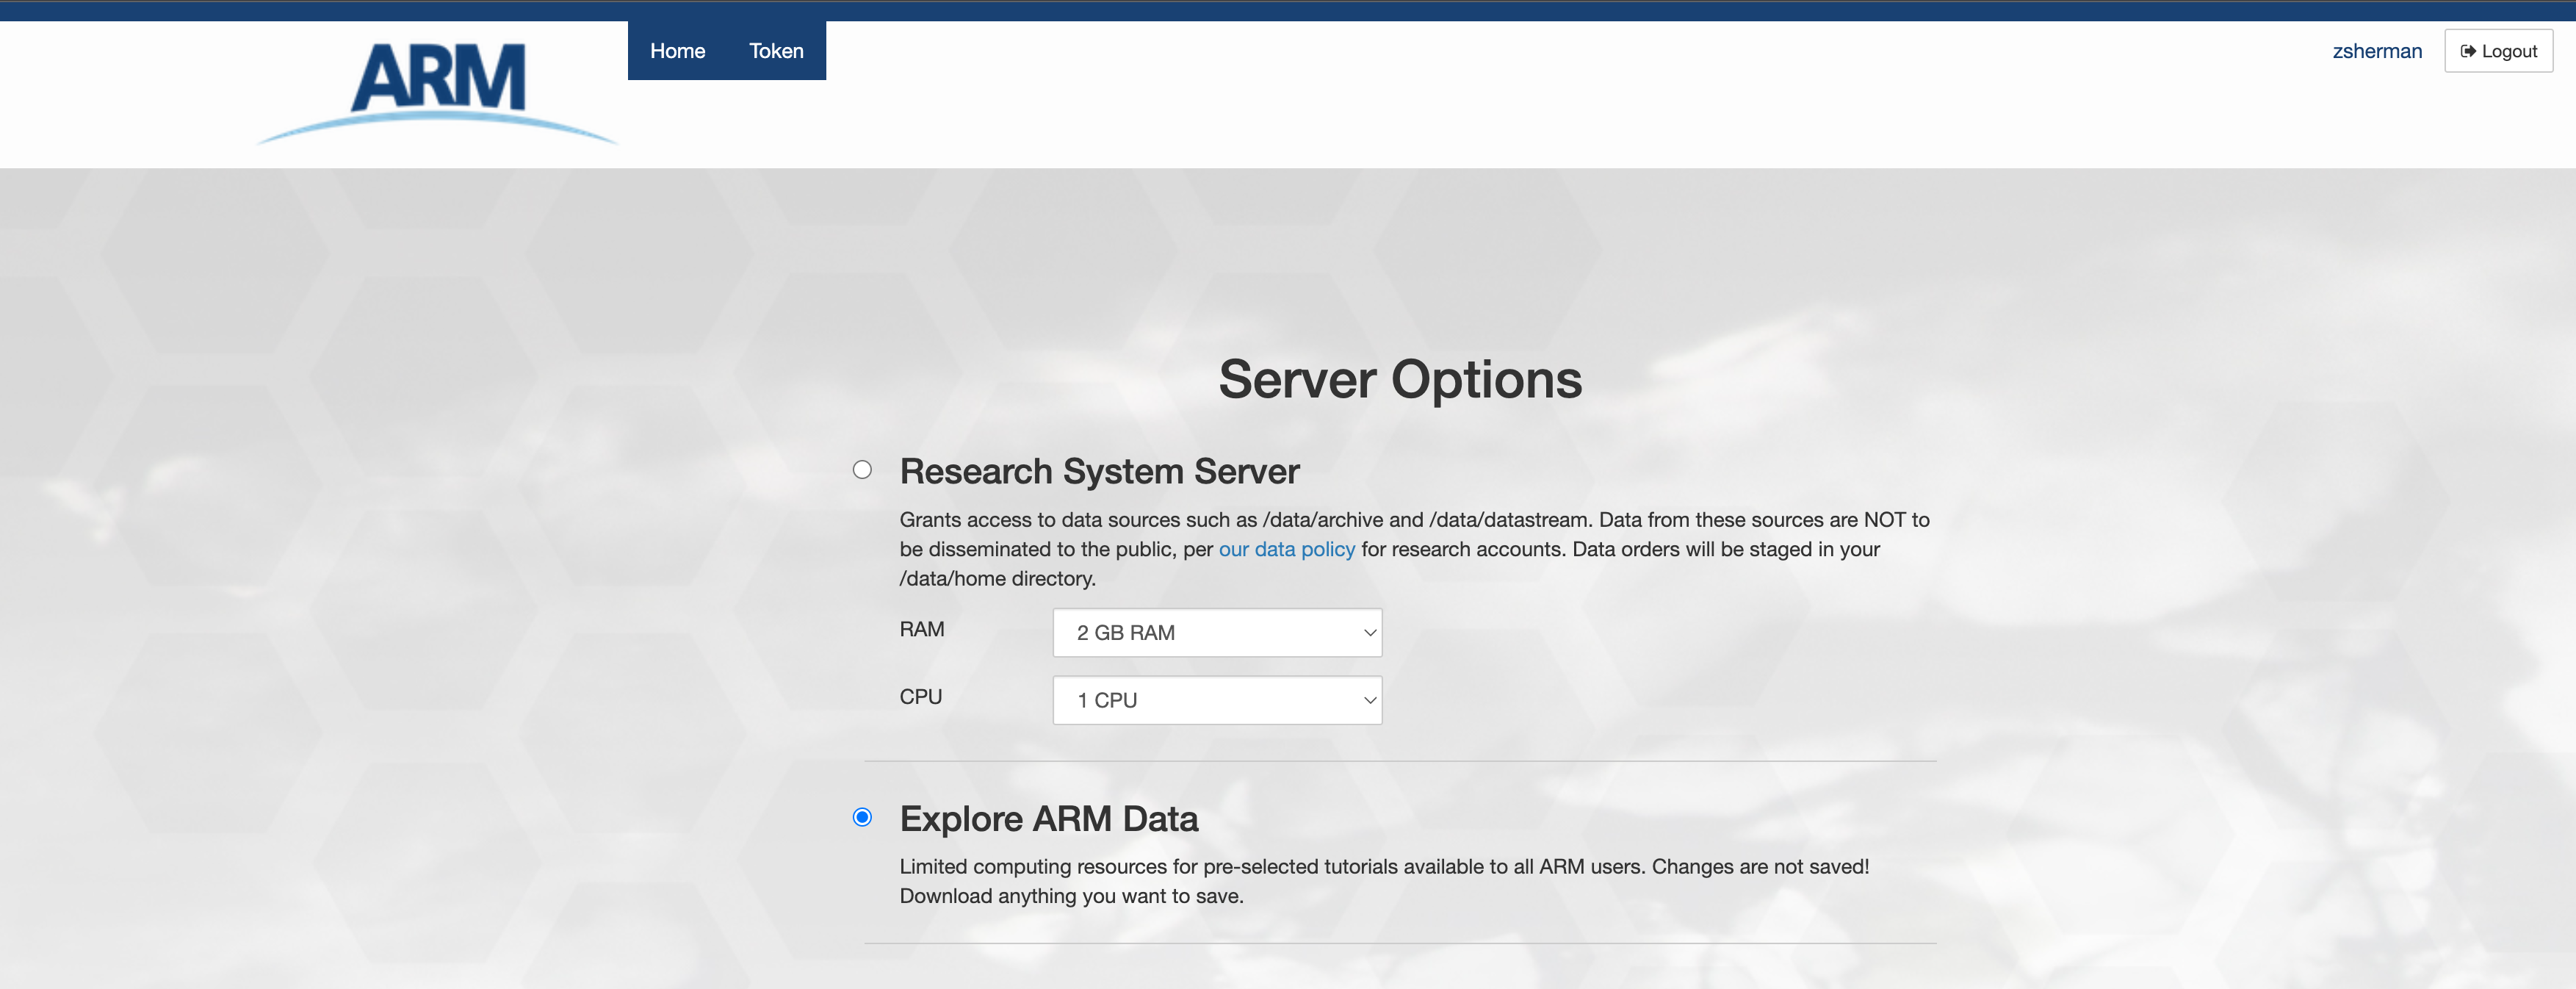 ARM
Home Token
zsherman Logout
Server Options
Research System Server
Grants access to data sources such as /data/archive and /data/datastream. Data from these sources are NOT to
be disseminated to the public, per our data policy for research accounts. Data orders will be staged in your
/data/home directory.
RAM 2 GB RAM
CPU 1 CPU
Explore ARM Data
Limited computing resources for pre-selected tutorials available to all ARM users. Changes are not saved!
Download anything you want to save.